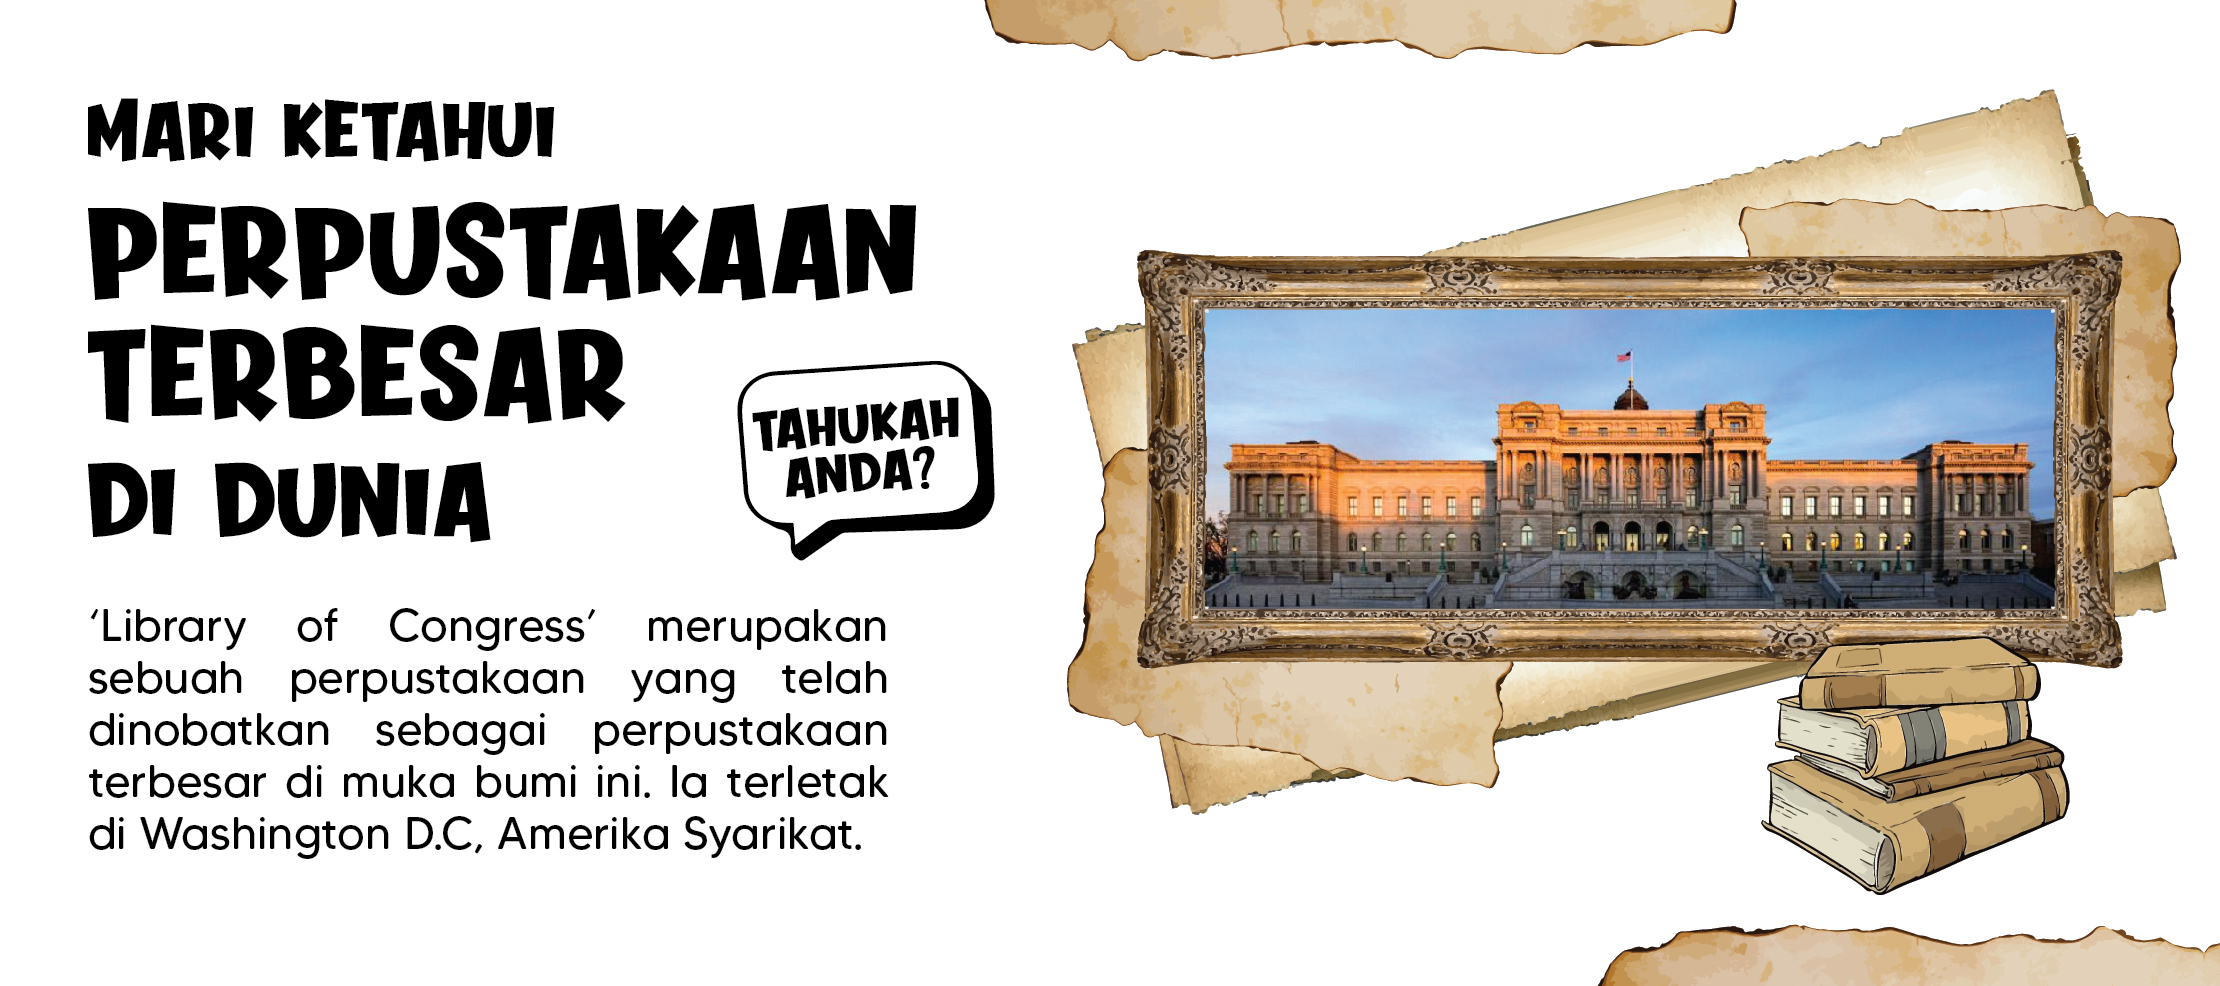 MARI KETAHUI
PERPUSTAKAAN
TERBESAR
DI DUNIA
TAHUKAH
ANDA?
‘Library of Congress’ merupakan
sebuah perpustakaan yang telah
dinobatkan sebagai perpustakaan
terbesar di muka bumi ini. Ia terletak
di Washington D.C, Amerika Syarikat.